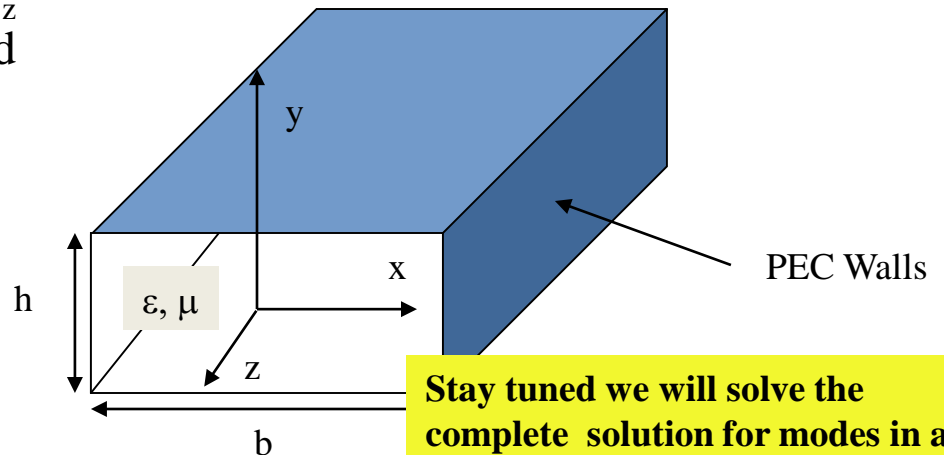 z
d
y
x
PEC Walls
h
ε, μ
z
Stay tuned we will solve the
complete solution for modes in a
b